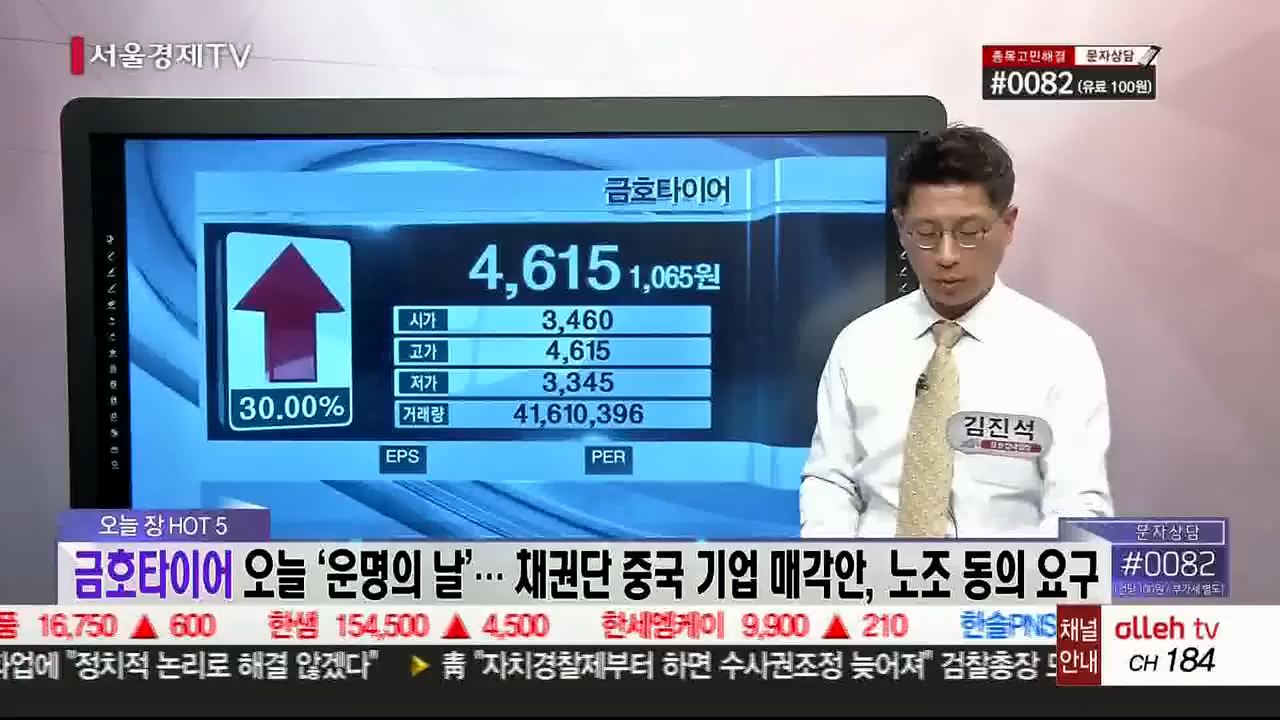 서울경제TV
종목고민해결 문자상담
#0082 (유료 100원)
금호타이어
4,615 1,065원
30.00%
시가 3,460
고가 4,615
저가 3,345
거래량 41,610,396
EPS PER
김진석
오늘 장 HOT 5
문자상담
#0082
금호타이어 오늘 ‘운명의 날’… 채권단 중국 기업 매각안, 노조 동의 요구
품 16,750 ▲ 600 한샘 154,500 ▲ 4,500 한세엠케이 9,900 ▲ 210 한솔PNS
채널안내
olleh tv
CH 184
파업에 "정치적 논리로 해결 않겠다" ▶ 靑 "자치경찰제부터 하면 수사권조정 늦어져" 검찰총장